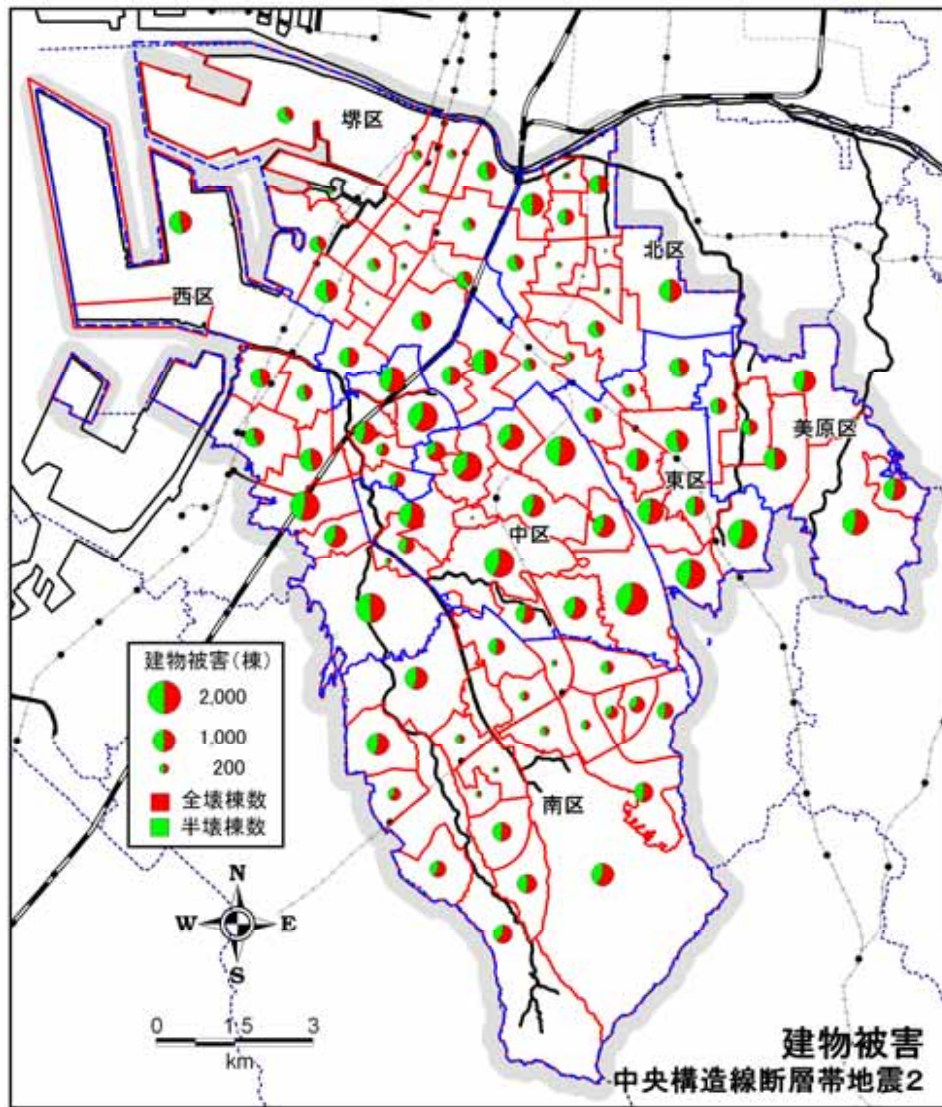 堺区
北区
西区
美原区
東区
中区
建物被害(棟)
2,000
1,000
200
全壊棟数
半壊棟数
南区
N
W E
S
0 1.5 3
km
建物被害
中央構造線断層帯地震2